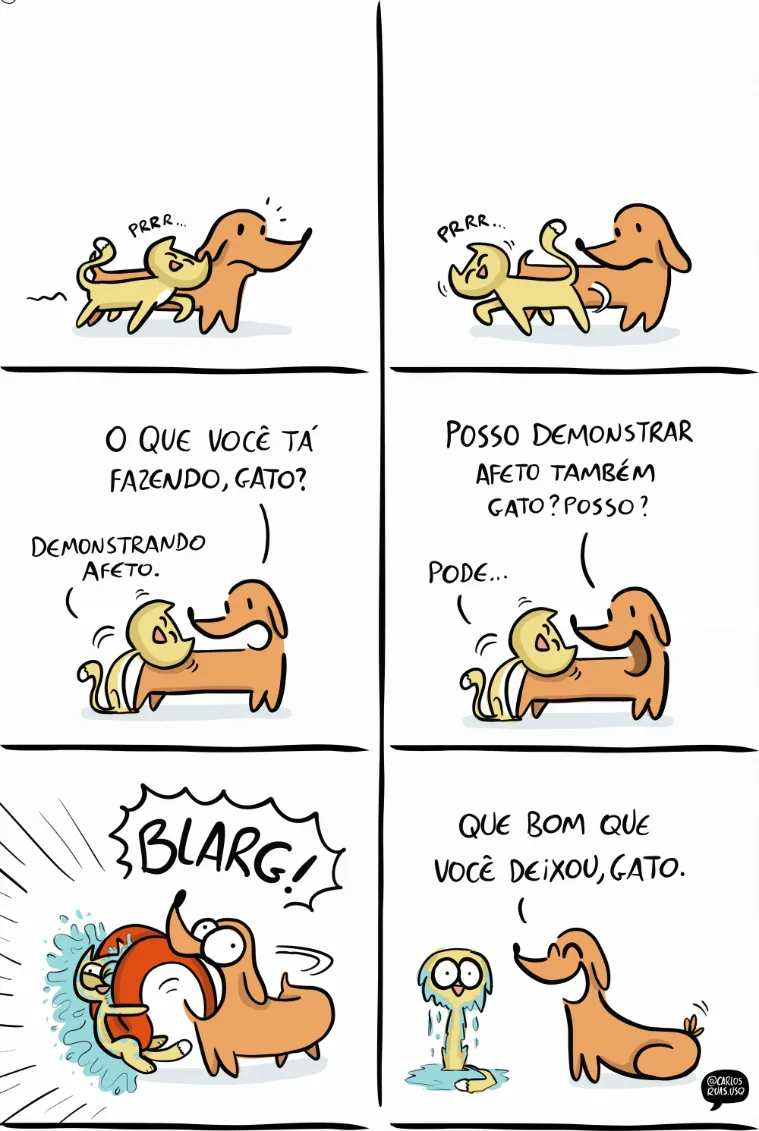 PRRR...
PRRR...
O QUE VOCÊ TÁ
FAZENDO, GATO?
DEMONSTRANDO
AFETO.
POSSO DEMONSTRAR
AFETO TAMBÉM
GATO? POSSO?
PODE...
BLARG!
QUE BOM QUE
VOCÊ DEIXOU, GATO.
@CARLOS
RUAS.USQ